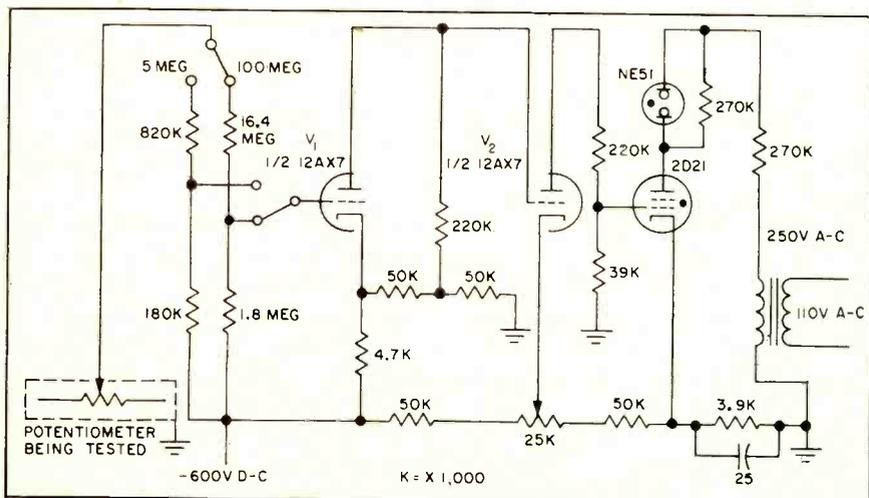 5 MEG
100 MEG
NE51
820K
16.4
MEG
V₁
1/2 12AX7
V₂
1/2 12AX7
220K
2D21
270K
270K
220K
250V A-C
180K
1.8 MEG
50K
50K
39K
110V A-C
4.7K
50K
25K
50K
3.9K
25
POTENTIOMETER
BEING TESTED
-600V D-C
K = X 1,000